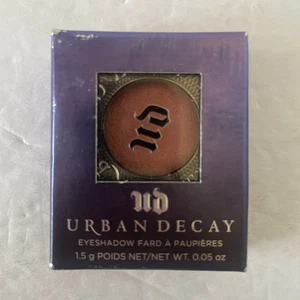 UD
UD
URBAN DECAY
EYESHADOW FARD À PAUPIÈRES
1.5 g POIDS NET/NET WT. 0.05 oz